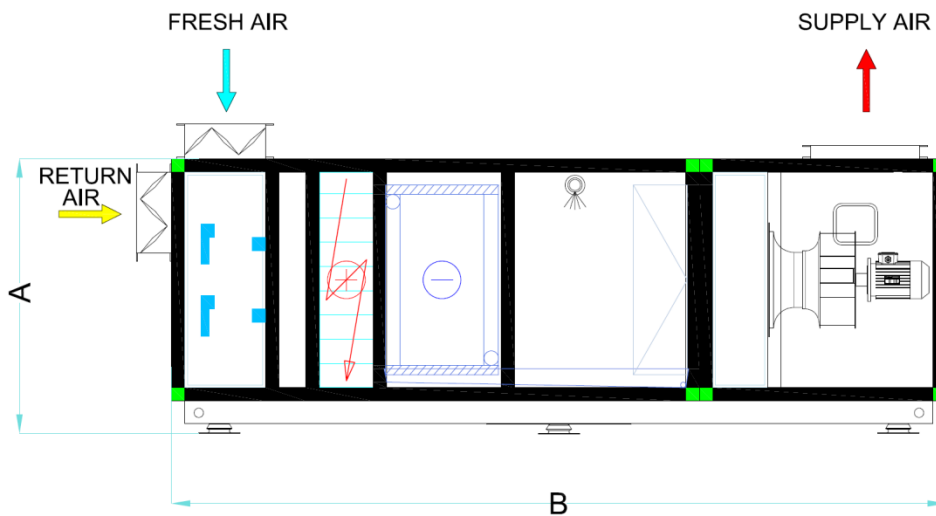 FRESH AIR
SUPPLY AIR
RETURN
AIR
A
B